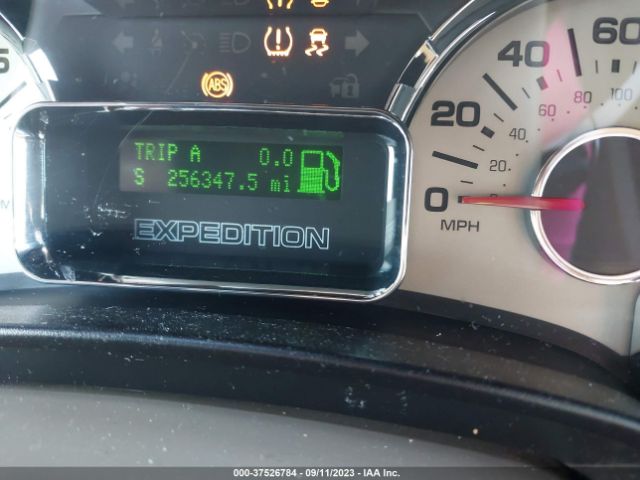 ABS
TRIP A 0.0
S 256347.5 mi
EXPEDITION
0 20 40 60
20 40 60 80 100
MPH
5
M
000-37526784 - 09/11/2023 - IAA Inc.